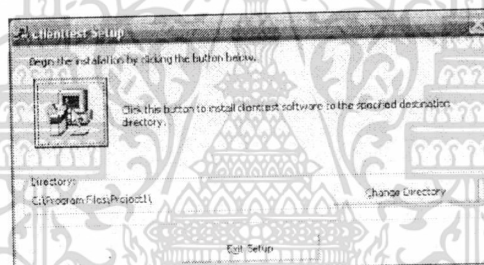 clienttest Setup
Begin the installation by clicking the button below.
Click this button to install clienttest software to the specified destination
directory.
Directory:
C:\Program Files\Project1\
Change Directory
Exit Setup